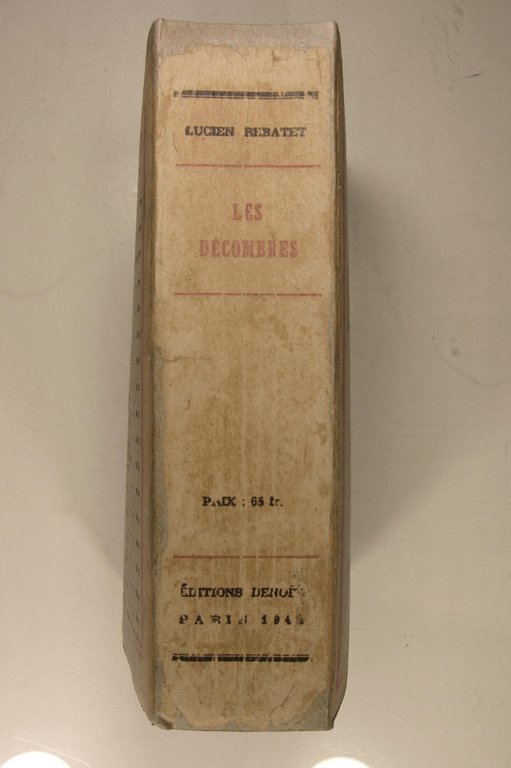 LUCIEN REBATET
LES
DÉCOMBRES
PRIX : 65 fr.
ÉDITIONS DENOËL
PARIS 1942